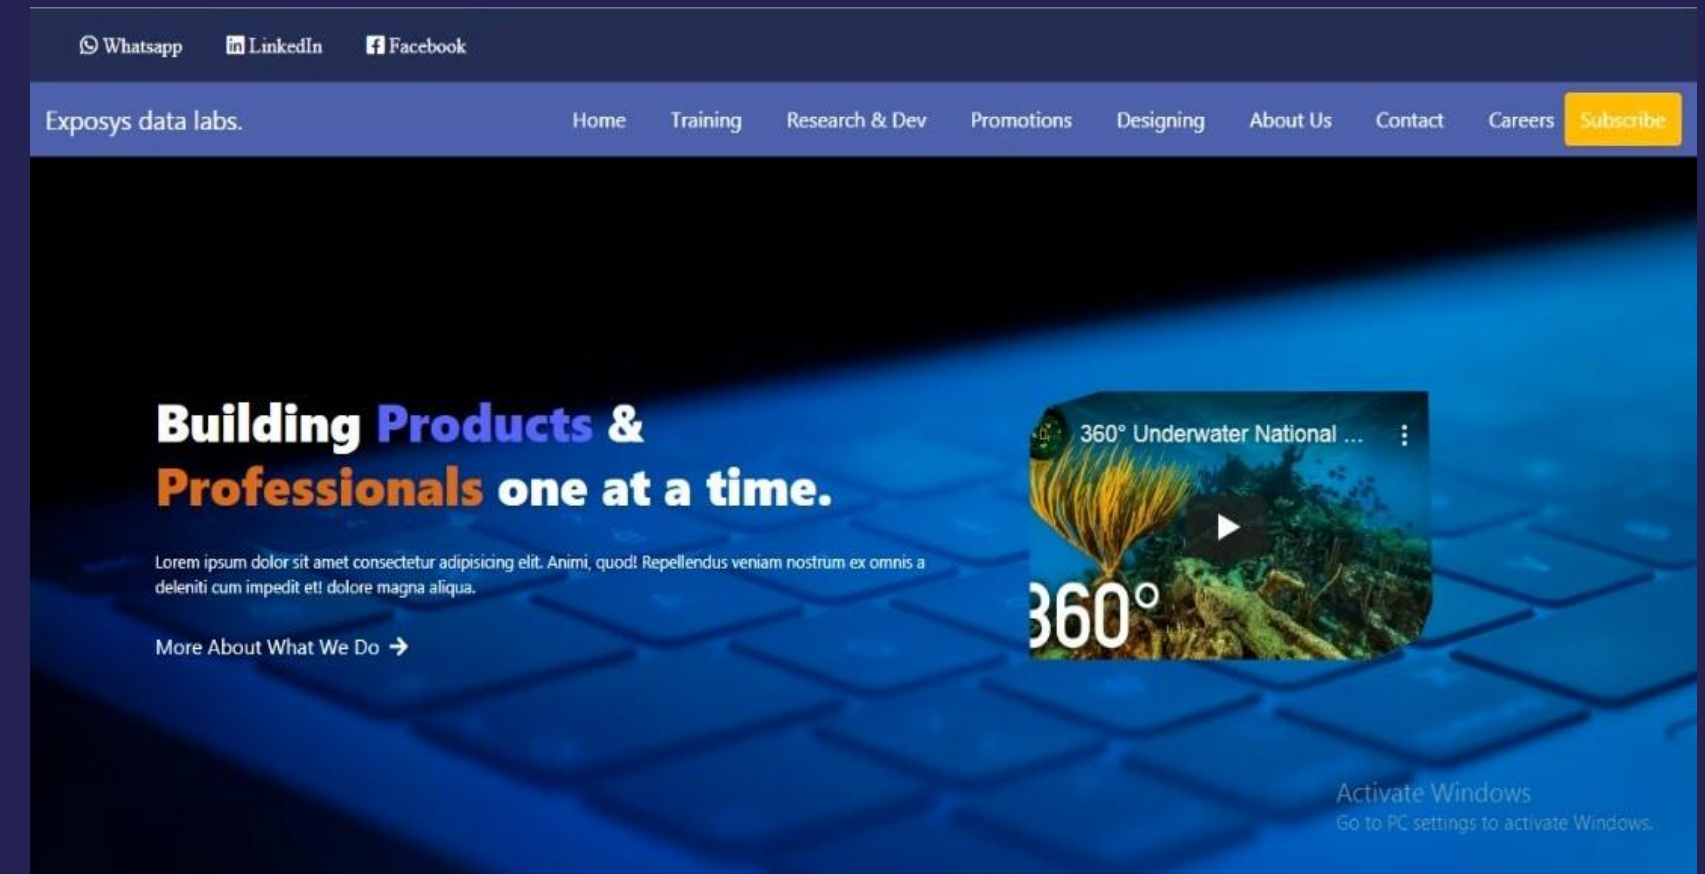 Whatsapp LinkedIn Facebook
Exposys data labs. Home Training Research & Dev Promotions Designing About Us Contact Careers Subscribe
Building Products &
Professionals one at a time.
Lorem ipsum dolor sit amet consectetur adipisicing elit. Animi, quod! Repellendus veniam nostrum ex omnis a
deleniti cum impedit et! dolore magna aliqua.
More About What We Do →
360° Underwater National ...
360°
Activate Windows
Go to PC settings to activate Windows.